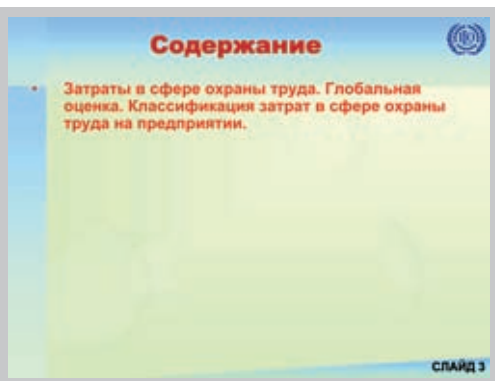 Содержание
• Затраты в сфере охраны труда. Глобальная
оценка. Классификация затрат в сфере охраны
труда на предприятии.
СЛАЙД 3